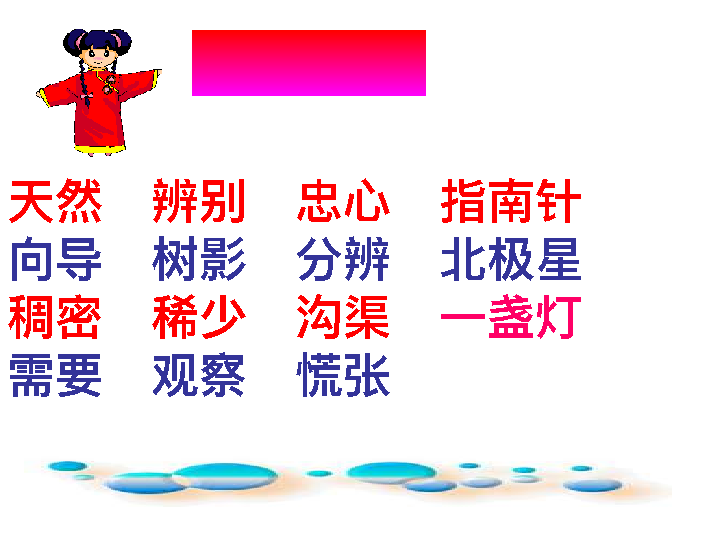 天然 辨别 忠心 指南针
向导 树影 分辨 北极星
稠密 稀少 沟渠 一盏灯
需要 观察 慌张